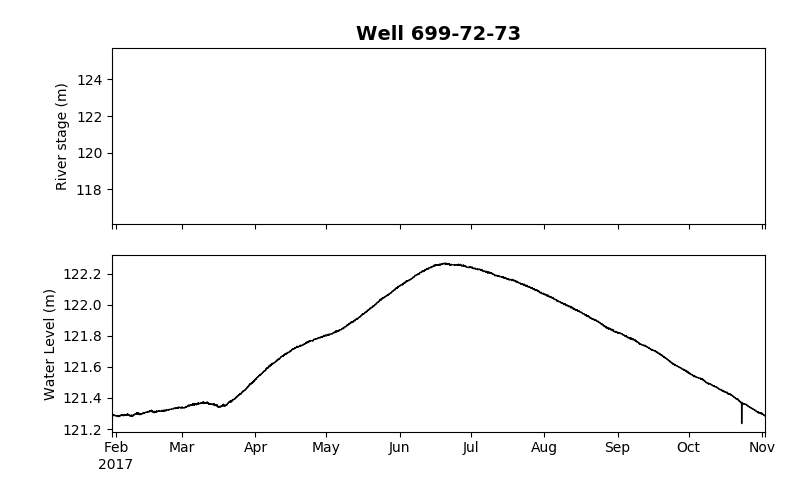 Well 699-72-73
River stage (m)
124
122
120
118
Water Level (m)
122.2
122.0
121.8
121.6
121.4
121.2
Feb Mar Apr May Jun Jul Aug Sep Oct Nov
2017